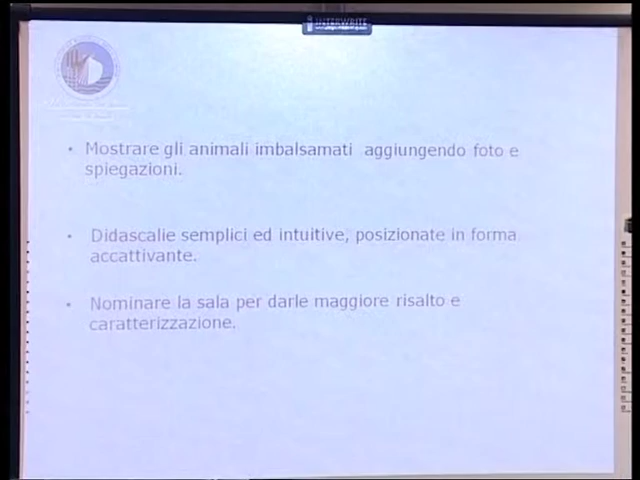 INTERWRITE
• Mostrare gli animali imbalsamati aggiungendo foto e
spiegazioni.
• Didascalie semplici ed intuitive, posizionate in forma
accattivante.
• Nominare la sala per darle maggiore risalto e
caratterizzazione.